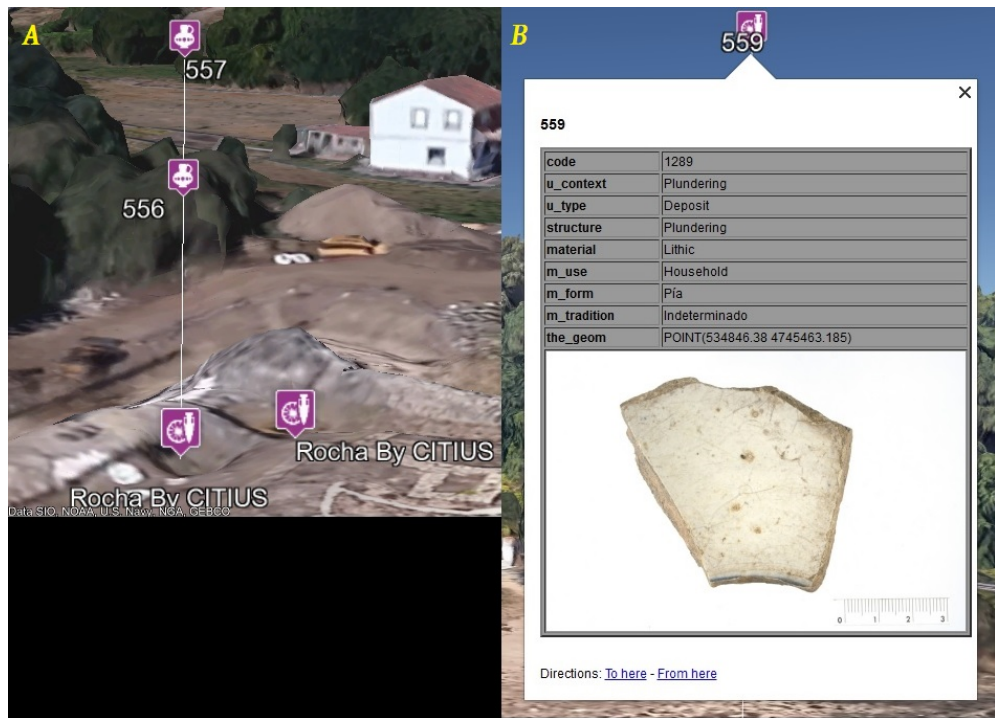 A
557
556
Rocha By CITIUS
Rocha By CITIUS
Data SIO, NOAA, U.S. Navy, NGA, GEBCO
B
559
559
code 1289
u_context Plundering
u_type Deposit
structure Plundering
material Lithic
m_use Household
m_form Pía
m_tradition Indeterminado
the_geom POINT(534846.38 4745463.185)
0 1 2 3
Directions: To here - From here